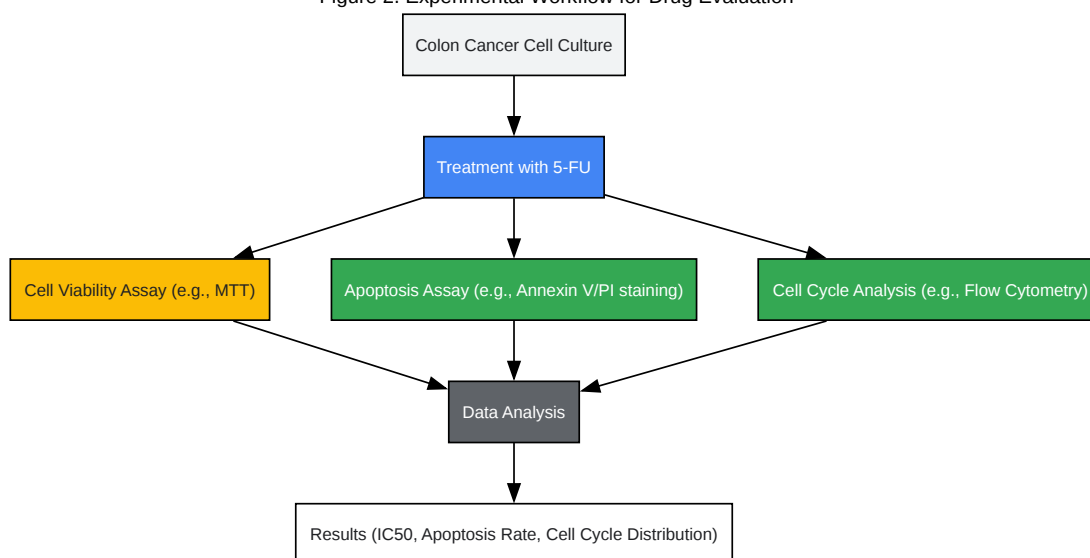 Figure 2: Experimental Workflow for Drug Evaluation
Colon Cancer Cell Culture
Treatment with 5-FU
Cell Viability Assay (e.g., MTT)
Apoptosis Assay (e.g., Annexin V/PI staining)
Cell Cycle Analysis (e.g., Flow Cytometry)
Data Analysis
Results (IC50, Apoptosis Rate, Cell Cycle Distribution)